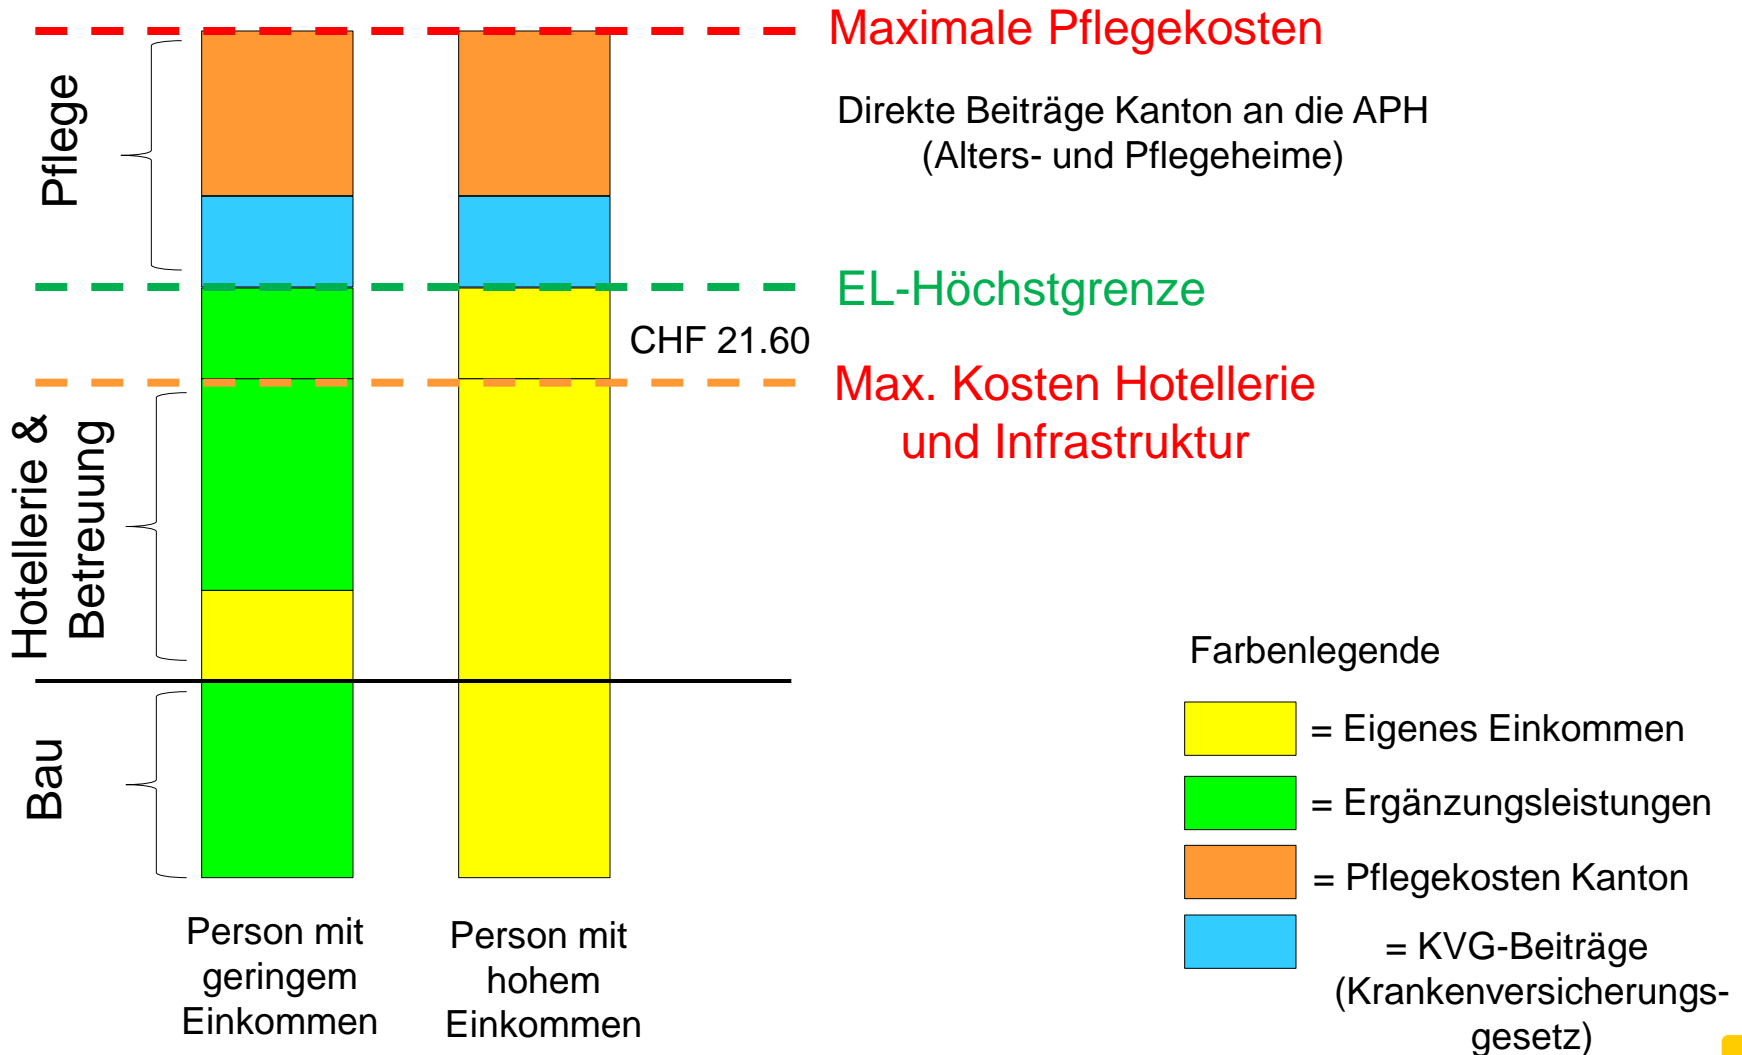 Maximale Pflegekosten
Pflege
Direkte Beiträge Kanton an die APH
(Alters- und Pflegeheime)
EL-Höchstgrenze
CHF 21.60
Max. Kosten Hotellerie
und Infrastruktur
Hotellerie &
Betreuung
Bau
Person mit
geringem
Einkommen
Person mit
hohem
Einkommen
Farbenlegende
= Eigenes Einkommen
= Ergänzungsleistungen
= Pflegekosten Kanton
= KVG-Beiträge
(Krankenversicherungs-
gesetz)